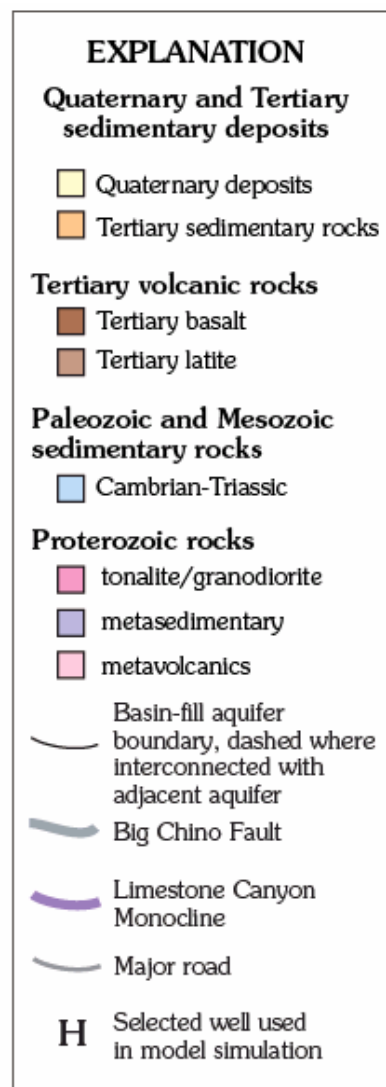 EXPLANATION
Quaternary and Tertiary
sedimentary deposits
Quaternary deposits
Tertiary sedimentary rocks
Tertiary volcanic rocks
Tertiary basalt
Tertiary latite
Paleozoic and Mesozoic
sedimentary rocks
Cambrian-Triassic
Proterozoic rocks
tonalite/granodiorite
metasedimentary
metavolcanics
Basin-fill aquifer
boundary, dashed where
interconnected with
adjacent aquifer
Big Chino Fault
Limestone Canyon
Monocline
Major road
H Selected well used
in model simulation